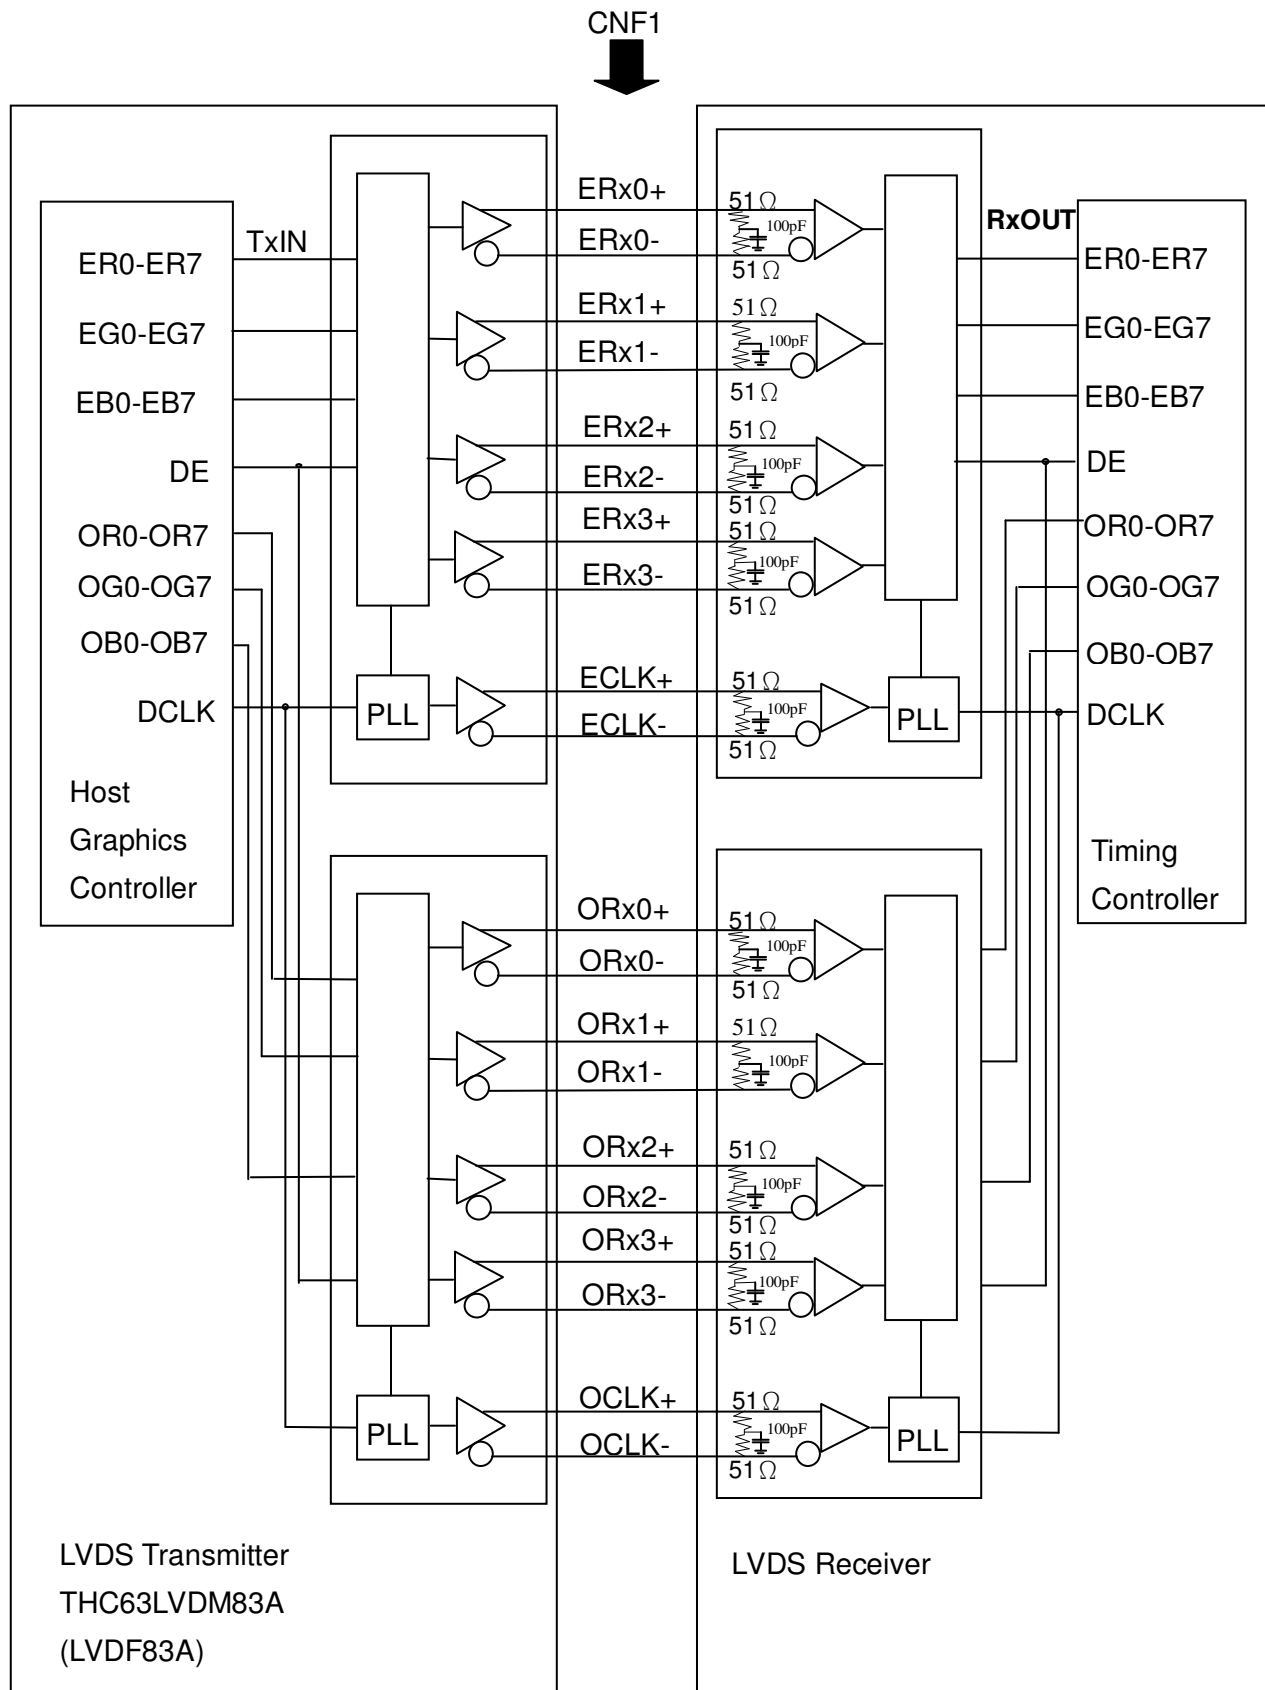 CNF1
TxIN
ER0-ER7
EG0-EG7
EB0-EB7
DE
OR0-OR7
OG0-OG7
OB0-OB7
DCLK
Host
Graphics
Controller
PLL
ERx0+
ERx0-
ERx1+
ERx1-
ERx2+
ERx2-
ERx3+
ERx3-
ECLK+
ECLK-
51Ω
100pF
51Ω
51Ω
100pF
51Ω
51Ω
100pF
51Ω
51Ω
100pF
51Ω
51Ω
100pF
51Ω
PLL
RxOUT
ER0-ER7
EG0-EG7
EB0-EB7
DE
OR0-OR7
OG0-OG7
OB0-OB7
DCLK
Timing
Controller
PLL
ORx0+
ORx0-
ORx1+
ORx1-
ORx2+
ORx2-
ORx3+
ORx3-
OCLK+
OCLK-
51Ω
100pF
51Ω
51Ω
100pF
51Ω
100pF
51Ω
51Ω
100pF
51Ω
51Ω
100pF
51Ω
PLL
LVDS Transmitter
THC63LVDM83A
(LVDF83A)
LVDS Receiver